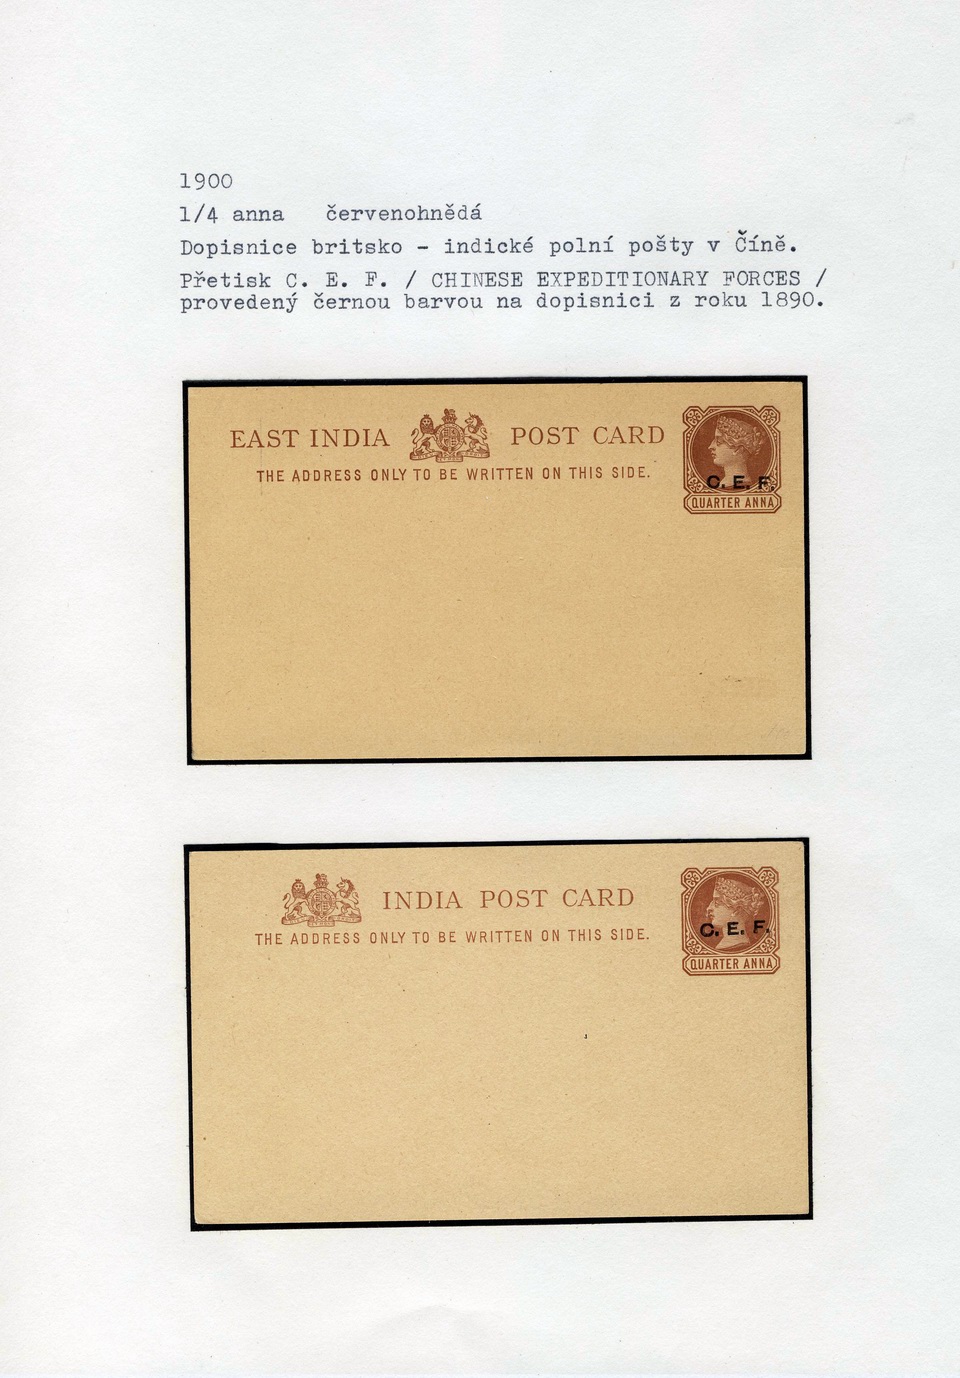 1900
1/4 anna červenohnědá
Dopisnice britsko - indické polní pošty v Číně.
Přetisk C. E. F. / CHINESE EXPEDITIONARY FORCES /
provedený černou barvou na dopisnici z roku 1890.
EAST INDIA POST CARD
THE ADDRESS ONLY TO BE WRITTEN ON THIS SIDE.
C. E. F.
QUARTER ANNA
INDIA POST CARD
THE ADDRESS ONLY TO BE WRITTEN ON THIS SIDE.
C. E. F.
QUARTER ANNA